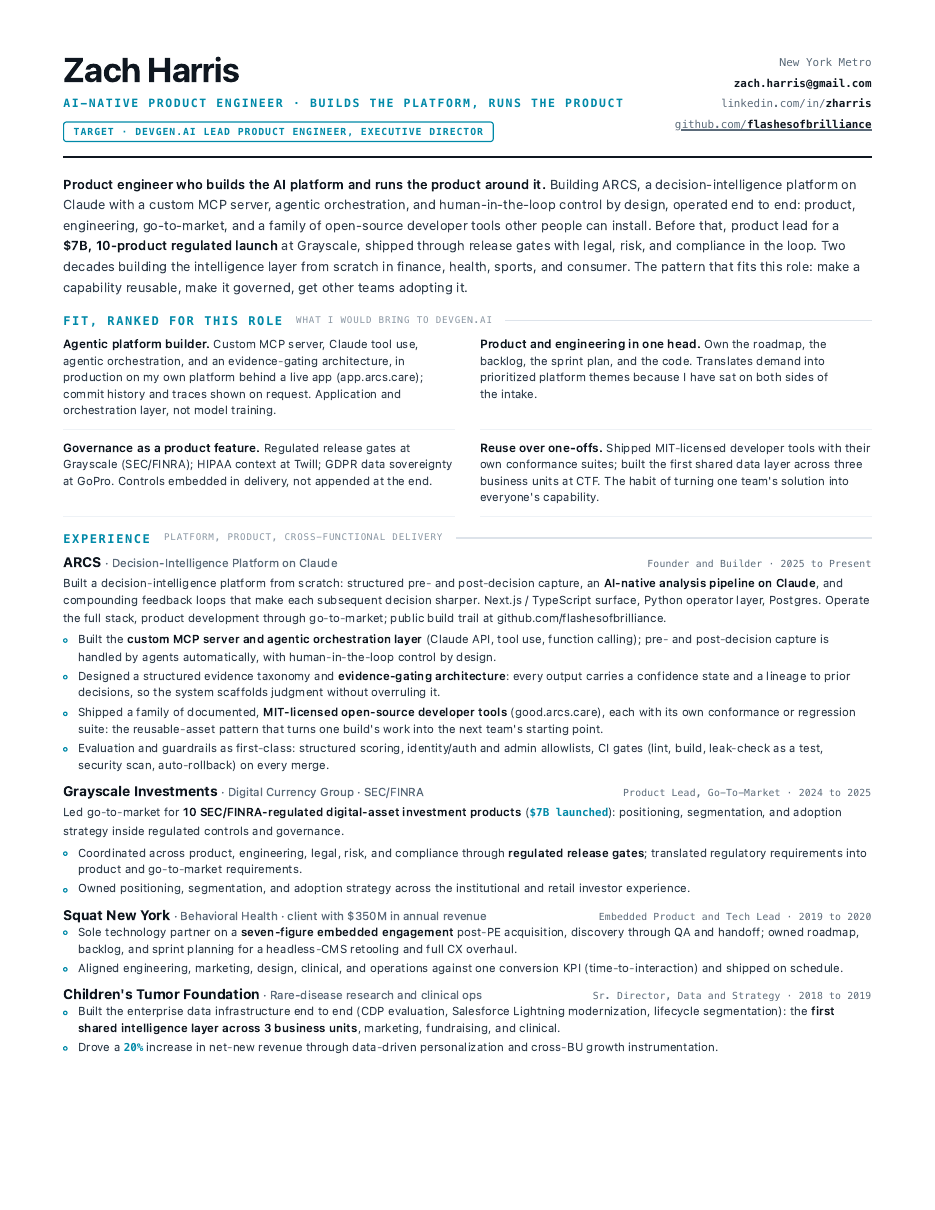 Zach Harris
AI–NATIVE PRODUCT ENGINEER · BUILDS THE PLATFORM, RUNS THE PRODUCT
TARGET · DEVGEN.AI LEAD PRODUCT ENGINEER, EXECUTIVE DIRECTOR
New York Metro
zach.harris@gmail.com
linkedin.com/in/zharris
github.com/flashesofbrilliance
Product engineer who builds the AI platform and runs the product around it. Building ARCS, a decision-intelligence platform on
Claude with a custom MCP server, agentic orchestration, and human-in-the-loop control by design, operated end to end: product,
engineering, go-to-market, and a family of open-source developer tools other people can install. Before that, product lead for a
$7B, 10-product regulated launch at Grayscale, shipped through release gates with legal, risk, and compliance in the loop. Two
decades building the intelligence layer from scratch in finance, health, sports, and consumer. The pattern that fits this role: make a
capability reusable, make it governed, get other teams adopting it.
FIT, RANKED FOR THIS ROLE WHAT I WOULD BRING TO DEVGEN.AI
Agentic platform builder. Custom MCP server, Claude tool use,
agentic orchestration, and an evidence-gating architecture, in
production on my own platform behind a live app (app.arcs.care);
commit history and traces shown on request. Application and
orchestration layer, not model training.
Product and engineering in one head. Own the roadmap, the
backlog, the sprint plan, and the code. Translates demand into
prioritized platform themes because I have sat on both sides of
the intake.
Governance as a product feature. Regulated release gates at
Grayscale (SEC/FINRA); HIPAA context at Twill; GDPR data sovereignty
at GoPro. Controls embedded in delivery, not appended at the end.
Reuse over one-offs. Shipped MIT-licensed developer tools with their
own conformance suites; built the first shared data layer across three
business units at CTF. The habit of turning one team's solution into
everyone's capability.
EXPERIENCE PLATFORM, PRODUCT, CROSS–FUNCTIONAL DELIVERY
ARCS · Decision-Intelligence Platform on Claude Founder and Builder · 2025 to Present
Built a decision-intelligence platform from scratch: structured pre- and post-decision capture, an AI-native analysis pipeline on Claude, and
compounding feedback loops that make each subsequent decision sharper. Next.js / TypeScript surface, Python operator layer, Postgres. Operate
the full stack, product development through go-to-market; public build trail at github.com/flashesofbrilliance.
Built the custom MCP server and agentic orchestration layer (Claude API, tool use, function calling); pre- and post-decision capture is
handled by agents automatically, with human-in-the-loop control by design.
Designed a structured evidence taxonomy and evidence-gating architecture: every output carries a confidence state and a lineage to prior
decisions, so the system scaffolds judgment without overruling it.
Shipped a family of documented, MIT-licensed open-source developer tools (good.arcs.care), each with its own conformance or regression
suite: the reusable-asset pattern that turns one build's work into the next team's starting point.
Evaluation and guardrails as first-class: structured scoring, identity/auth and admin allowlists, CI gates (lint, build, leak-check as a test,
security scan, auto-rollback) on every merge.
Grayscale Investments · Digital Currency Group · SEC/FINRA Product Lead, Go–To–Market · 2024 to 2025
Led go-to-market for 10 SEC/FINRA-regulated digital-asset investment products ($7B launched): positioning, segmentation, and adoption
strategy inside regulated controls and governance.
Coordinated across product, engineering, legal, risk, and compliance through regulated release gates; translated regulatory requirements into
product and go-to-market requirements.
Owned positioning, segmentation, and adoption strategy across the institutional and retail investor experience.
Squat New York · Behavioral Health · client with $350M in annual revenue Embedded Product and Tech Lead · 2019 to 2020
Sole technology partner on a seven-figure embedded engagement post-PE acquisition, discovery through QA and handoff; owned roadmap,
backlog, and sprint planning for a headless-CMS retooling and full CX overhaul.
Aligned engineering, marketing, design, clinical, and operations against one conversion KPI (time-to-interaction) and shipped on schedule.
Children's Tumor Foundation · Rare-disease research and clinical ops Sr. Director, Data and Strategy · 2018 to 2019
Built the enterprise data infrastructure end to end (CDP evaluation, Salesforce Lightning modernization, lifecycle segmentation): the first
shared intelligence layer across 3 business units, marketing, fundraising, and clinical.
Drove a 20% increase in net-new revenue through data-driven personalization and cross-BU growth instrumentation.